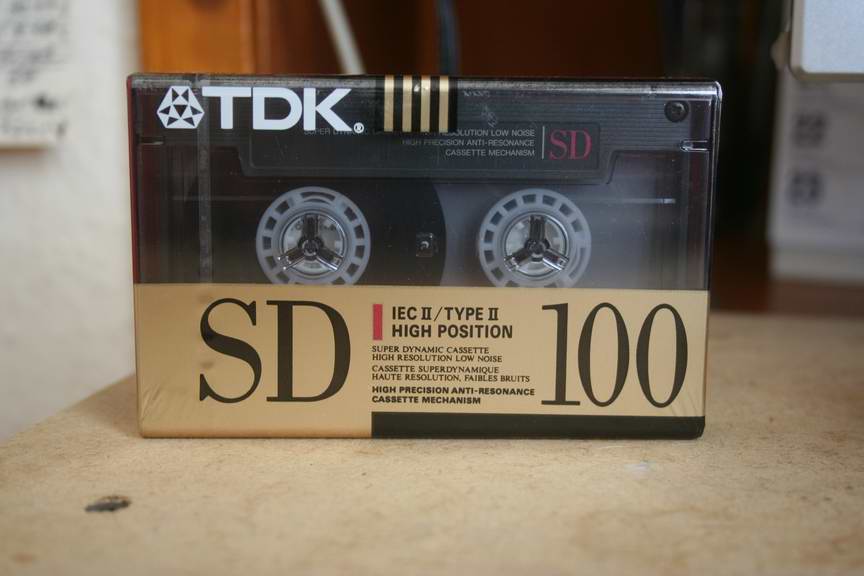 TDK®
SUPER DYNAMIC RESOLUTION LOW NOISE
HIGH PRECISION ANTI-RESONANCE
CASSETTE MECHANISM
SD
SD
IEC II/TYPE II
HIGH POSITION
SUPER DYNAMIC CASSETTE
HIGH RESOLUTION LOW NOISE
CASSETTE SUPERDYNAMIQUE
HAUTE RESOLUTION, FAIBLES BRUITS
HIGH PRECISION ANTI-RESONANCE
CASSETTE MECHANISM
100